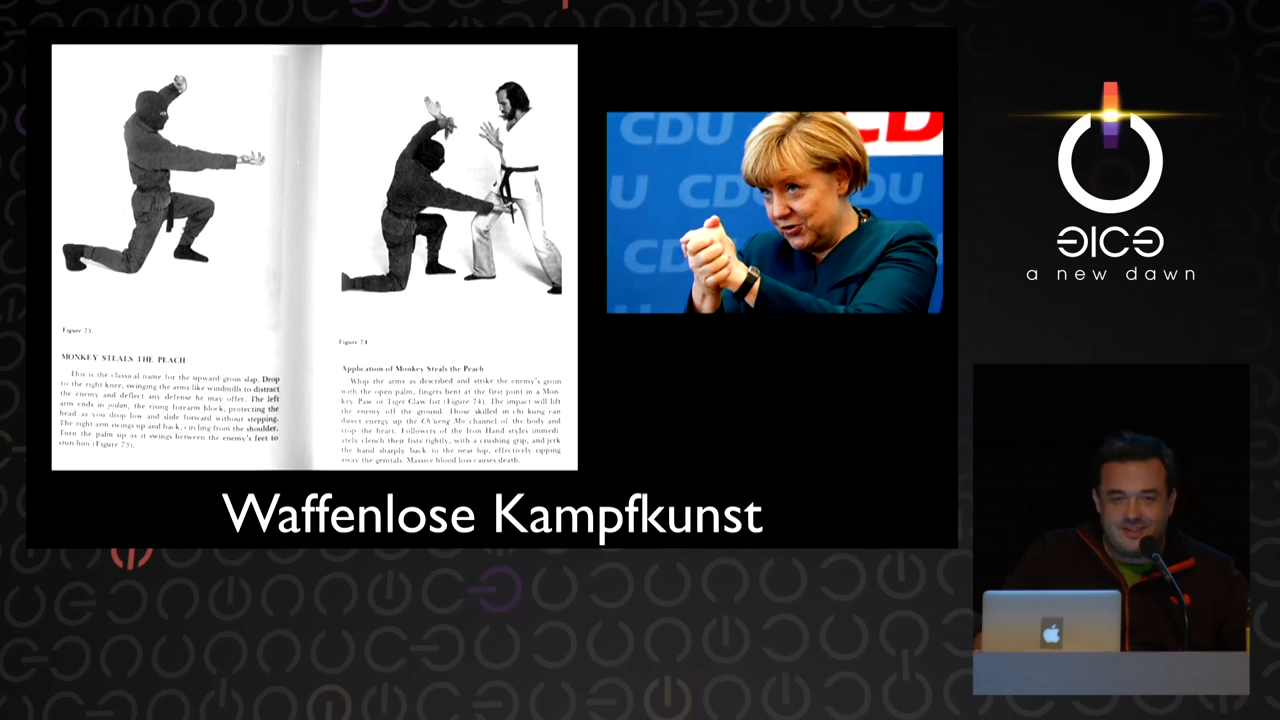 Figure 73
MONKEY STEALS THE PEACH
This is the classical name for the upward groin slap. Drop
to the right knee, swinging the arms like windmills to distract
the enemy and deflect any defense he may offer. The left
arm ends in jodan, the rising forearm block, protecting the
head as you drop low and slide forward without stepping.
The right arm swings up and back, circling from the shoulder.
Turn the palm up as it swings between the enemy's feet to
stun him (Figure 73).
Figure 74
Application of Monkey Steals the Peach
Whip the arms as described and strike the enemy's groin
with the open palm, fingers bent at the first joint in a Mon-
key Paw or Tiger Claw fist (Figure 74). The impact will lift
the enemy off the ground. Those skilled in chi kung can
direct energy up the Ch'ueng Mo channel of the body and
stop the heart. Followers of the Iron Hand styles immedi-
ately clench their fists tightly, with a crushing grip, and jerk
the hand sharply back to the near hip, effectively ripping
away the genitals. Massive blood loss causes death.
CDU
CD
U CDU DU
CD
Waffenlose Kampfkunst
a new dawn